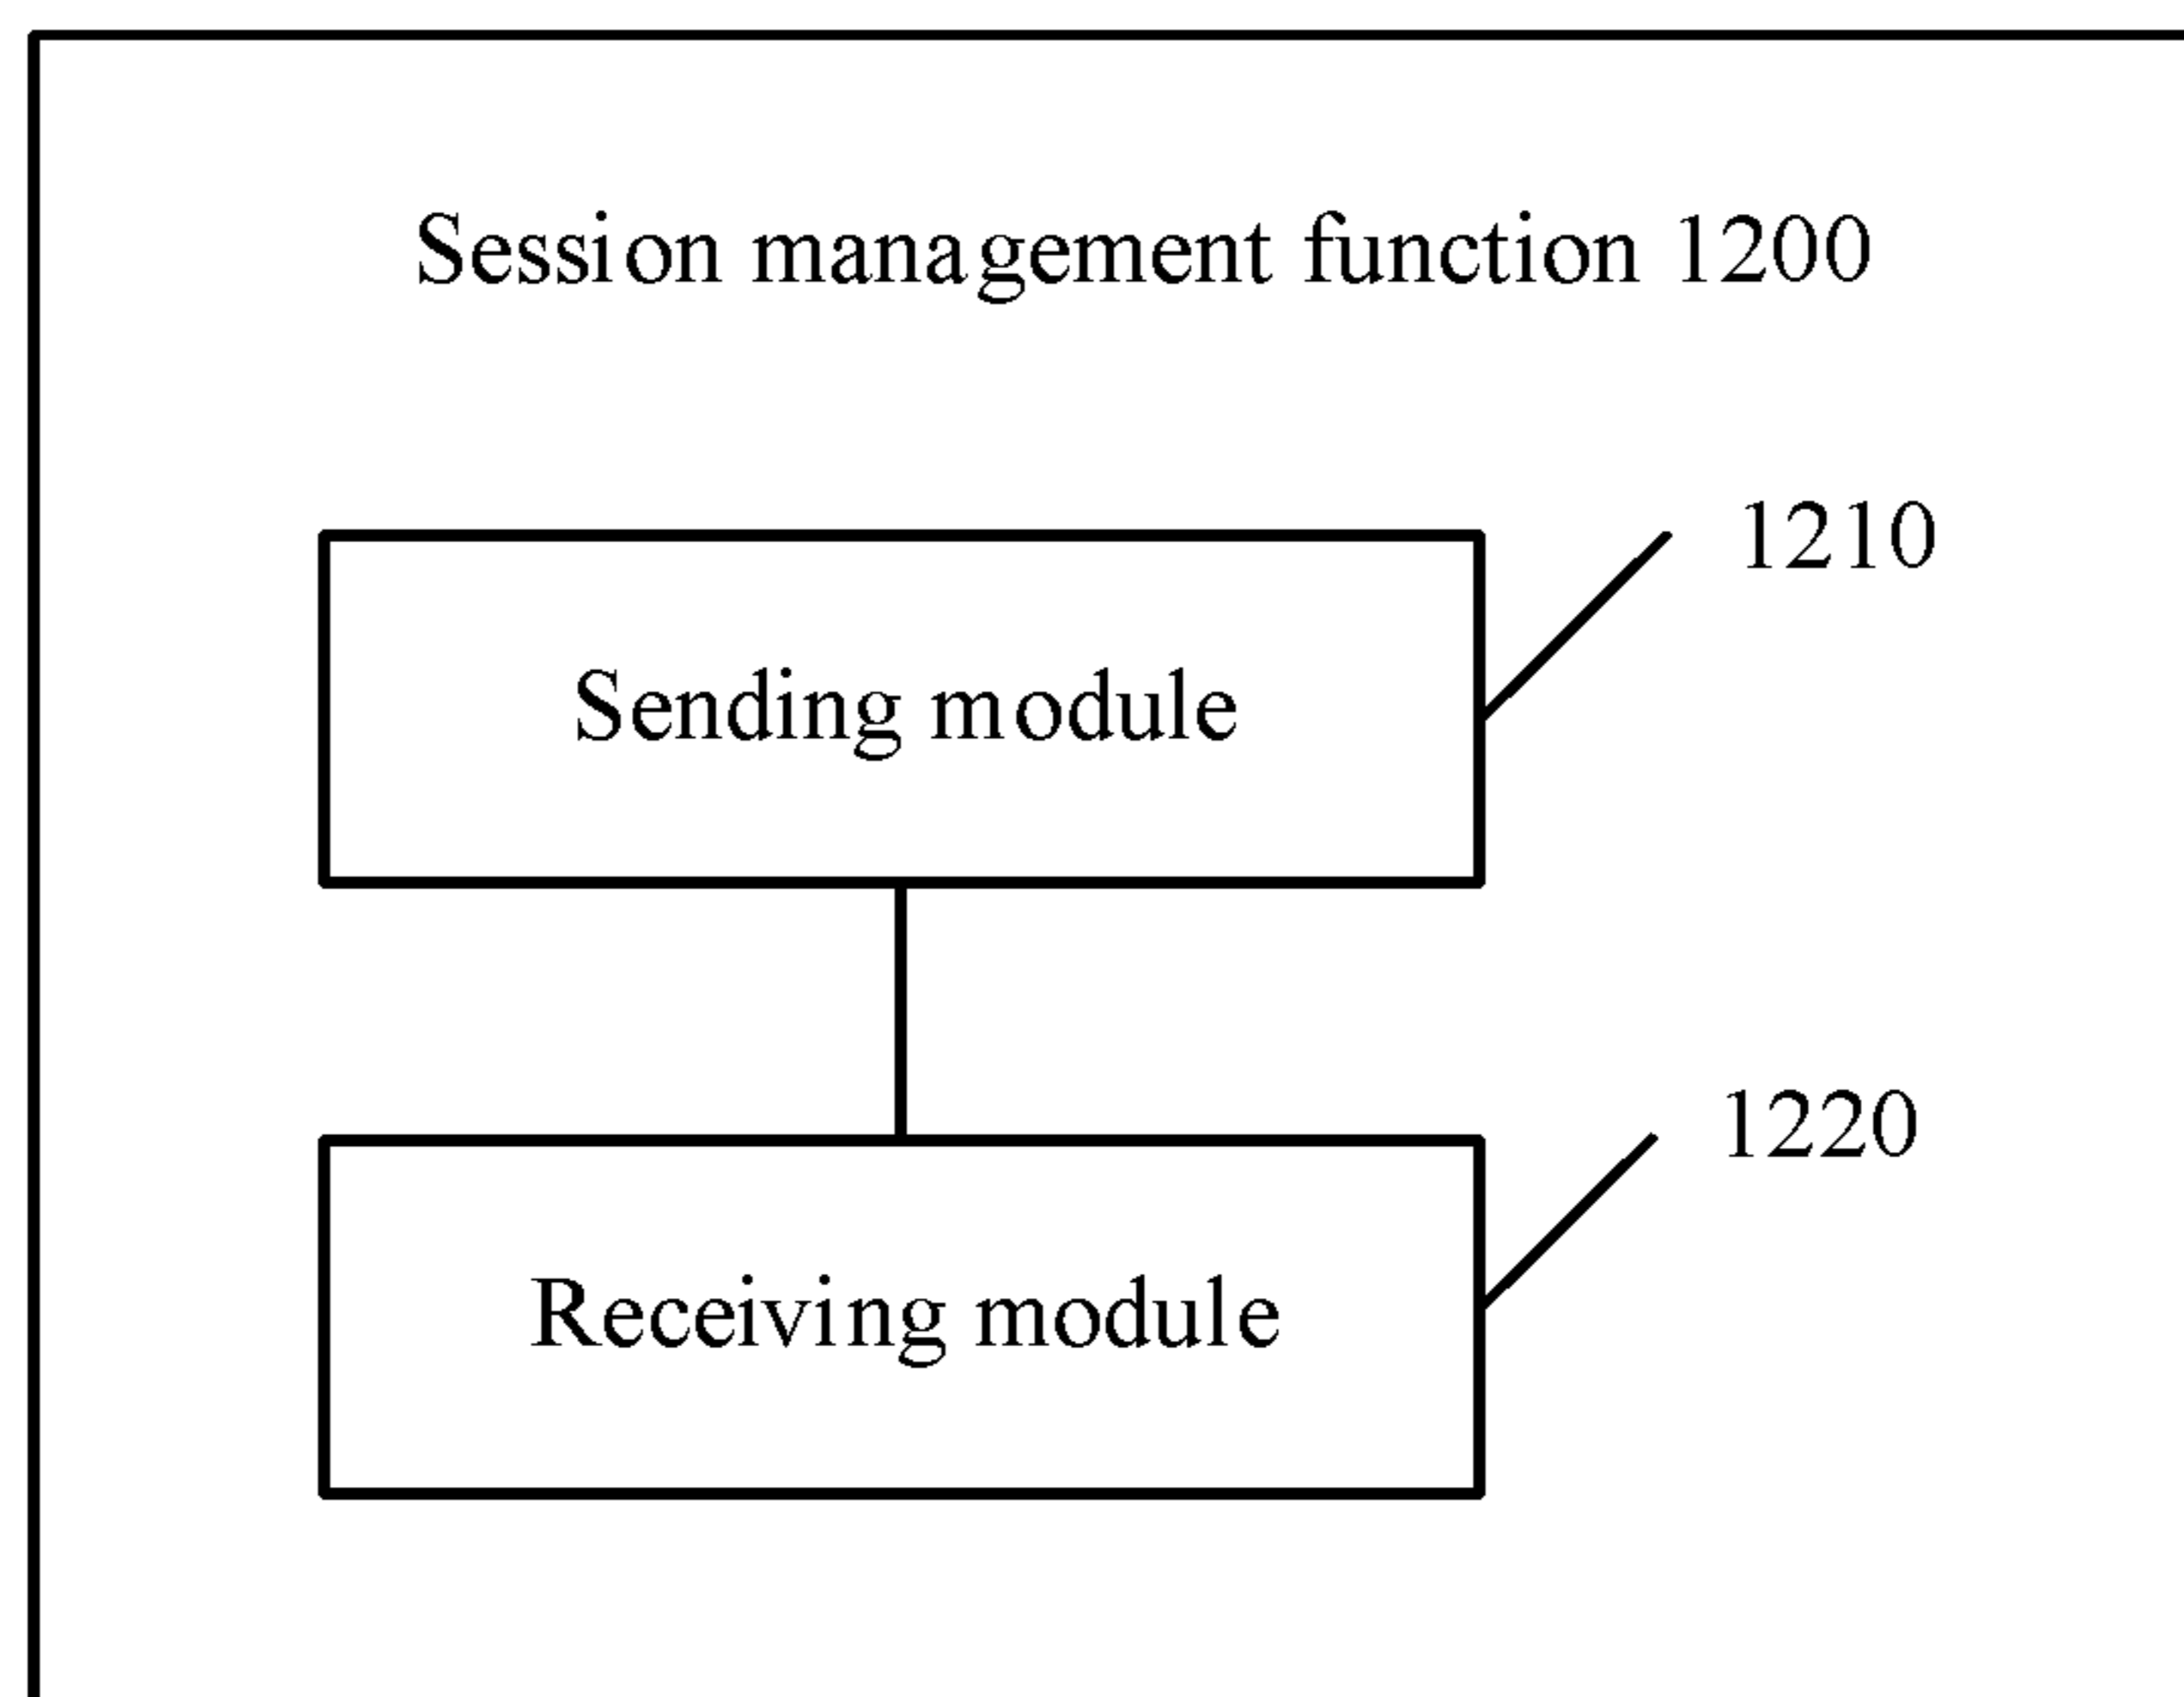 Session management function 1200
1210
Sending module
1220
Receiving module